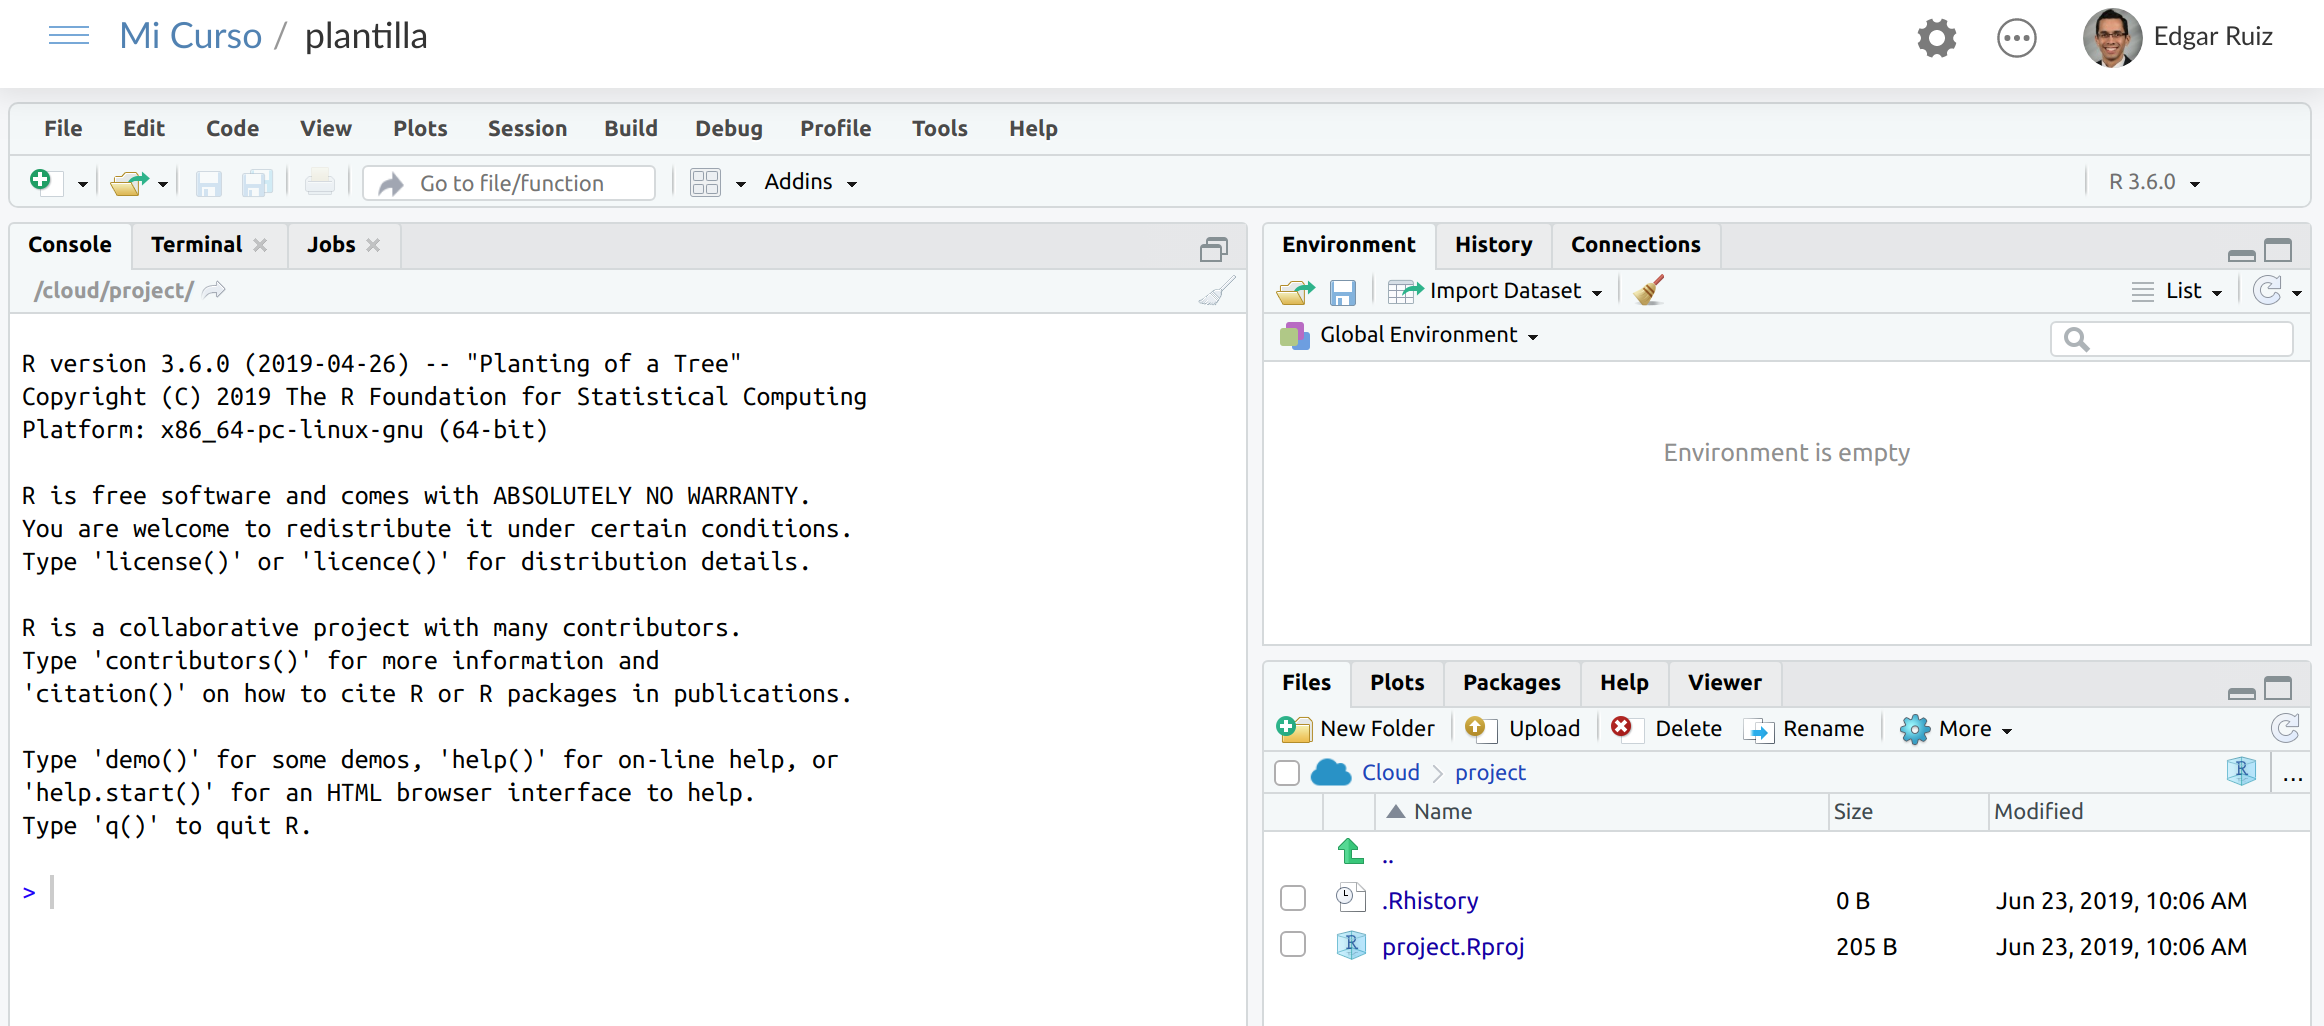 Mi Curso / plantilla
Edgar Ruiz
File Edit Code View Plots Session Build Debug Profile Tools Help
Go to file/function Addins R 3.6.0
Console Terminal Jobs
/cloud/project/
R version 3.6.0 (2019-04-26) -- "Planting of a Tree"
Copyright (C) 2019 The R Foundation for Statistical Computing
Platform: x86_64-pc-linux-gnu (64-bit)
R is free software and comes with ABSOLUTELY NO WARRANTY.
You are welcome to redistribute it under certain conditions.
Type 'license()' or 'licence()' for distribution details.
R is a collaborative project with many contributors.
Type 'contributors()' for more information and
'citation()' on how to cite R or R packages in publications.
Type 'demo()' for some demos, 'help()' for on-line help, or
'help.start()' for an HTML browser interface to help.
Type 'q()' to quit R.
>
Environment History Connections
Import Dataset List
Global Environment
Environment is empty
Files Plots Packages Help Viewer
New Folder Upload Delete Rename More
Cloud > project R ...
Name Size Modified
..
.Rhistory 0 B Jun 23, 2019, 10:06 AM
R project.Rproj 205 B Jun 23, 2019, 10:06 AM